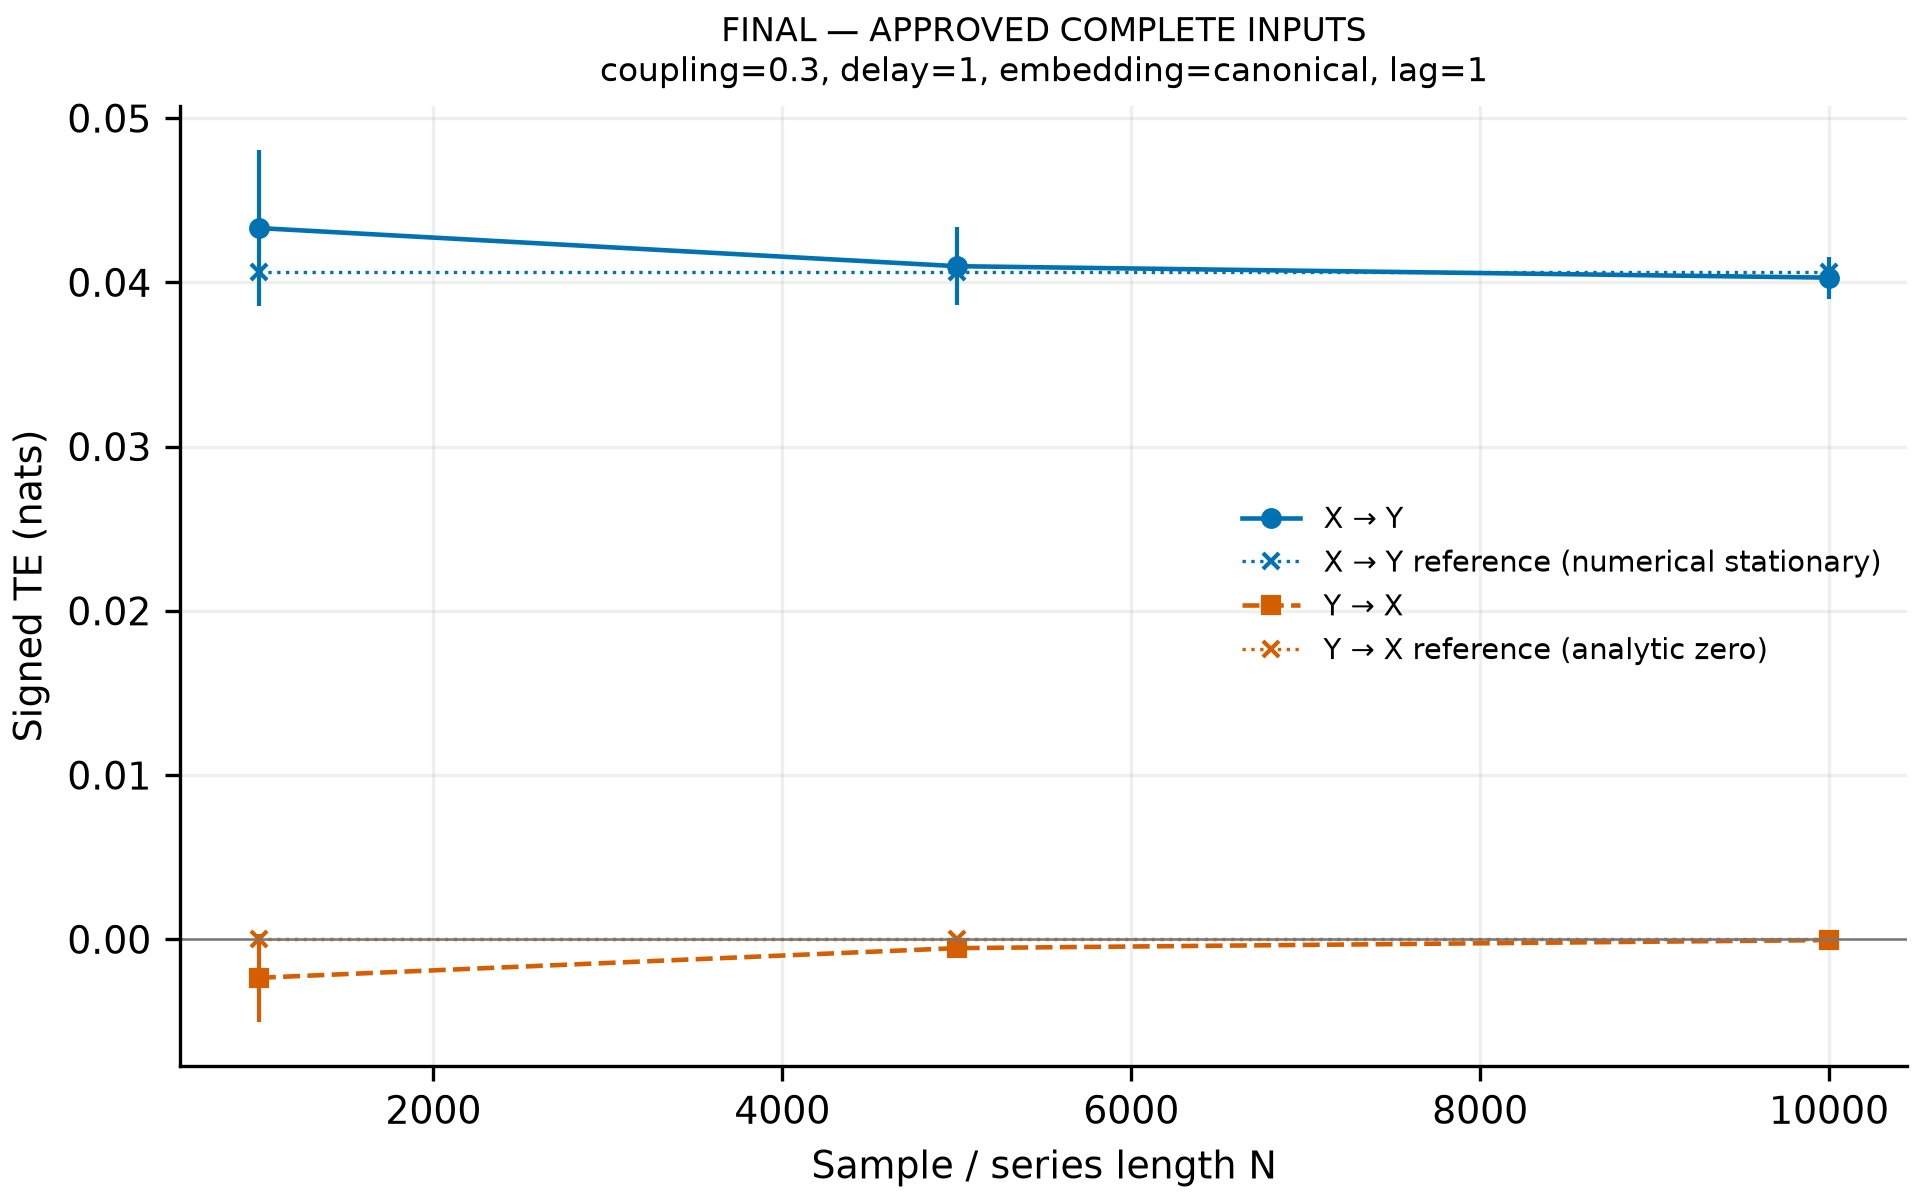 FINAL — APPROVED COMPLETE INPUTS
coupling=0.3, delay=1, embedding=canonical, lag=1
0.05
0.04
0.03
0.02
0.01
0.00
Signed TE (nats)
X → Y
X → Y reference (numerical stationary)
Y → X
Y → X reference (analytic zero)
2000 4000 6000 8000 10000
Sample / series length N